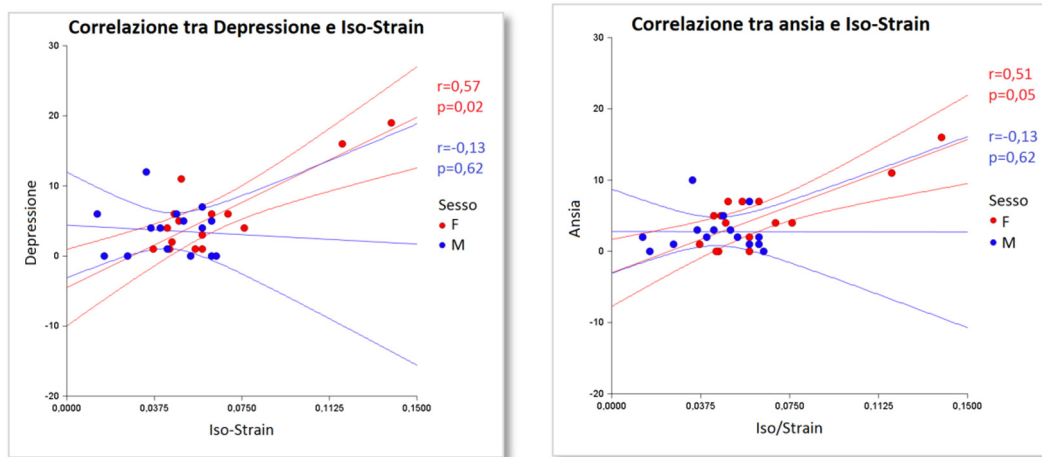 Correlazione tra Depressione e Iso-Strain
30
20
10
0
-10
-20
Depressione
0,0000
0,0375
0,0750
0,1125
0,1500
Iso-Strain
r=0,57
p=0,02
r=-0,13
p=0,62
Sesso
F
M
Correlazione tra ansia e Iso-Strain
30
20
10
0
-10
-20
Ansia
0,0000
0,0375
0,0750
0,1125
0,1500
Iso/Strain
r=0,51
p=0,05
r=-0,13
p=0,62
Sesso
F
M